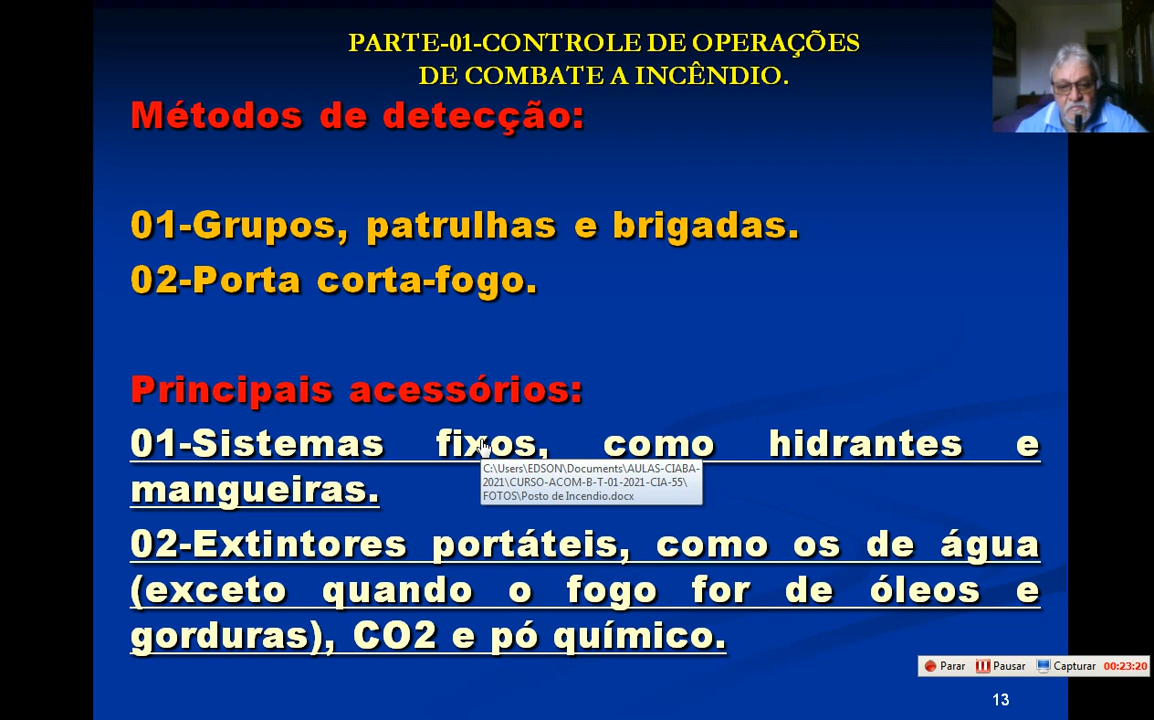 PARTE-01-CONTROLE DE OPERAÇÕES
DE COMBATE A INCÊNDIO.
Métodos de detecção:
01-Grupos, patrulhas e brigadas.
02-Porta corta-fogo.
Principais acessórios:
01-Sistemas fixos, como hidrantes e
mangueiras.
C:\Users\EDSON\Documents\AULAS-CIABA-
2021\CURSO-ACOM-B-T-01-2021-CIA-55\
FOTOS\Posto de Incendio.docx
02-Extintores portáteis, como os de água
(exceto quando o fogo for de óleos e
gorduras), CO2 e pó químico.
Parar Pausar Capturar 00:23:20
13